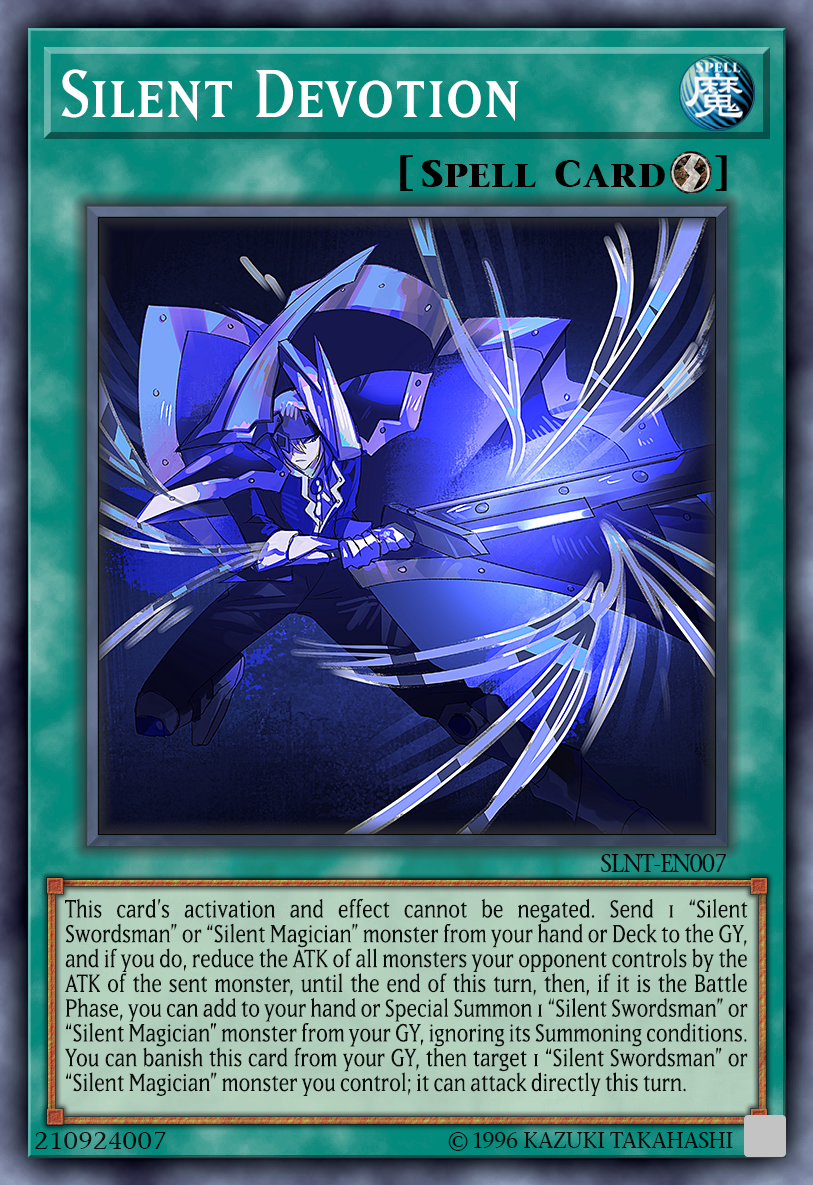 Silent Devotion
SPELL
魔
[Spell Card]
SLNT-EN007
This card's activation and effect cannot be negated. Send 1 “Silent
Swordsman” or “Silent Magician” monster from your hand or Deck to the GY,
and if you do, reduce the ATK of all monsters your opponent controls by the
ATK of the sent monster, until the end of this turn, then, if it is the Battle
Phase, you can add to your hand or Special Summon 1 “Silent Swordsman” or
“Silent Magician” monster from your GY, ignoring its Summoning conditions.
You can banish this card from your GY, then target 1 “Silent Swordsman” or
“Silent Magician” monster you control; it can attack directly this turn.
210924007
© 1996 KAZUKI TAKAHASHI